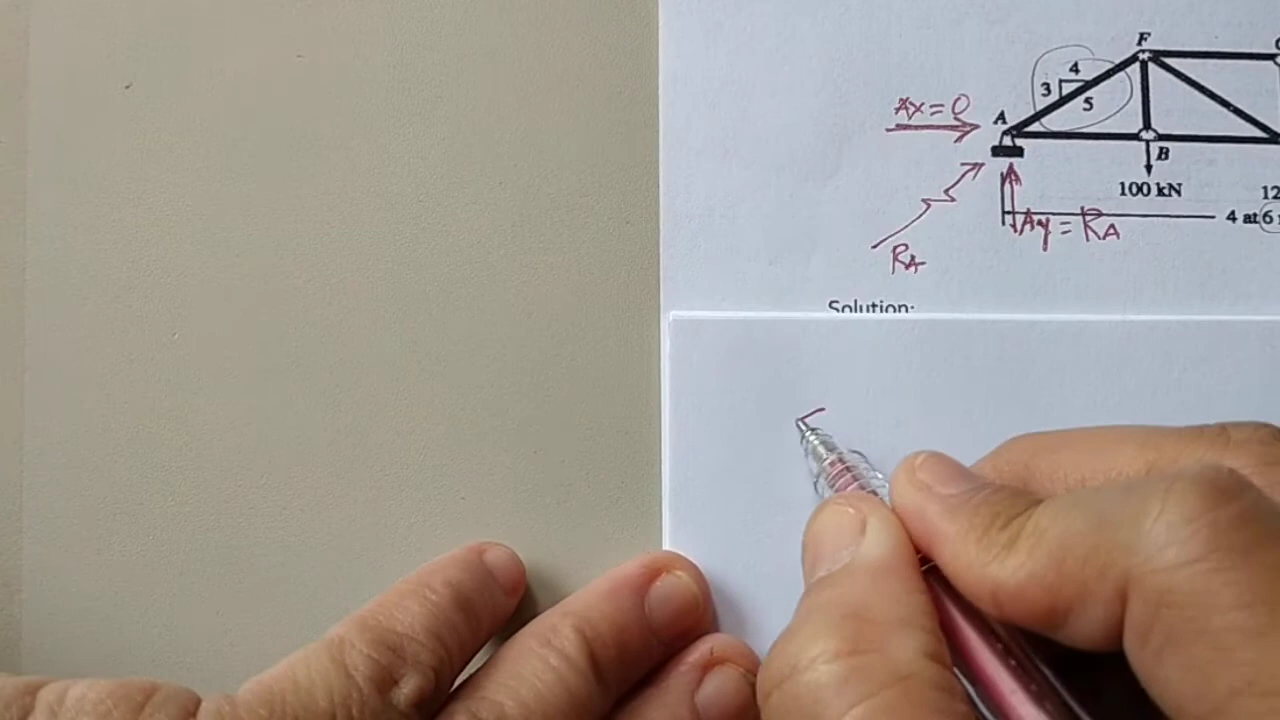 F
4
3
5
Ax = 0
A
B
100 kN
12
4 at 6
Ay = RA
RA
Solution: